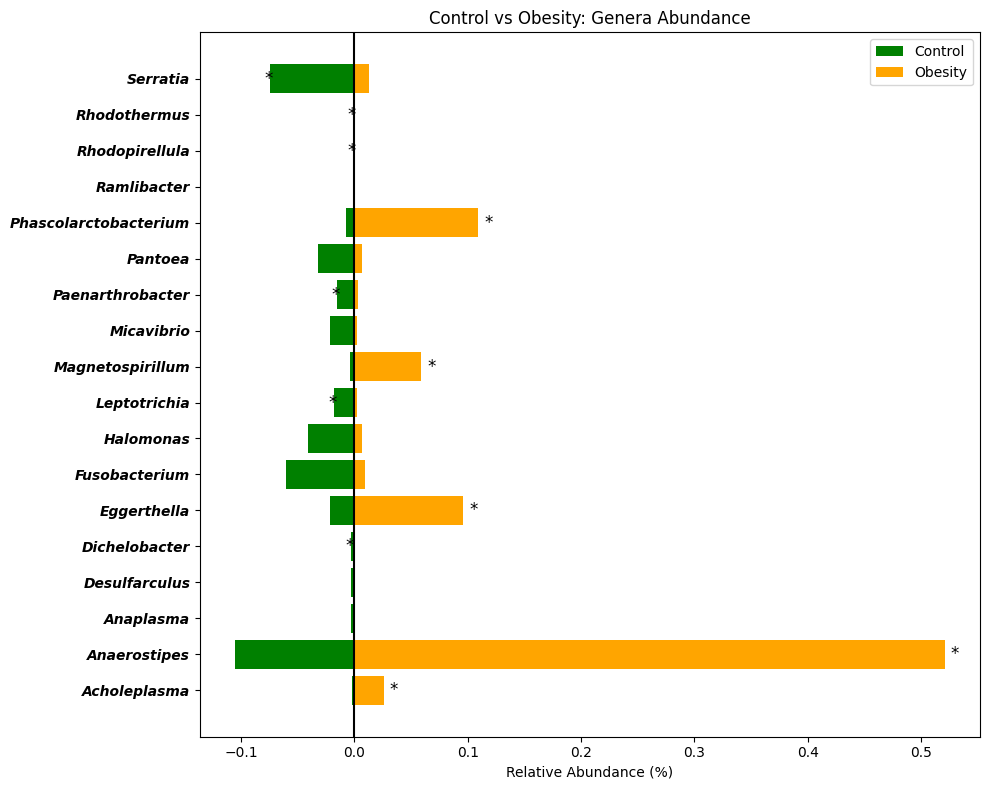 Control vs Obesity: Genera Abundance
Control
Obesity
Serratia *
Rhodothermus *
Rhodopirellula *
Ramlibacter
Phascolarctobacterium *
Pantoea
Paenarthrobacter *
Micavibrio
Magnetospirillum *
Leptotrichia *
Halomonas
Fusobacterium
Eggerthella *
Dichelobacter *
Desulfarculus
Anaplasma
Anaerostipes *
Acholeplasma *
−0.1 0.0 0.1 0.2 0.3 0.4 0.5
Relative Abundance (%)